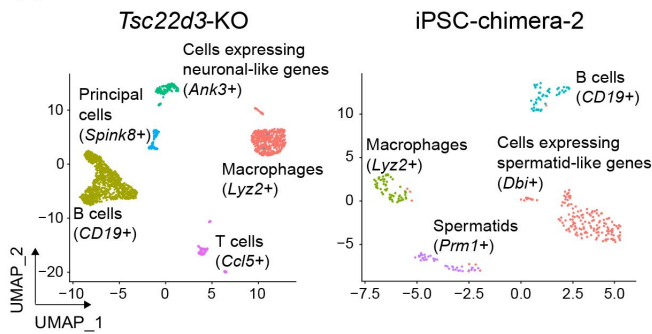 Tsc22d3-KO
Cells expressing
neuronal-like genes
(Ank3+)
Principal
cells
(Spink8+)
Macrophages
(Lyz2+)
B cells
(CD19+)
T cells
(Ccl5+)
10
0
−10
−20
−10
−5
0
5
10
UMAP_2
UMAP_1
iPSC-chimera-2
B cells
(CD19+)
Macrophages
(Lyz2+)
Cells expressing
spermatid-like genes
(Dbi+)
Spermatids
(Prm1+)
10
5
0
−5
−7.5
−5.0
−2.5
0.0
2.5
5.0